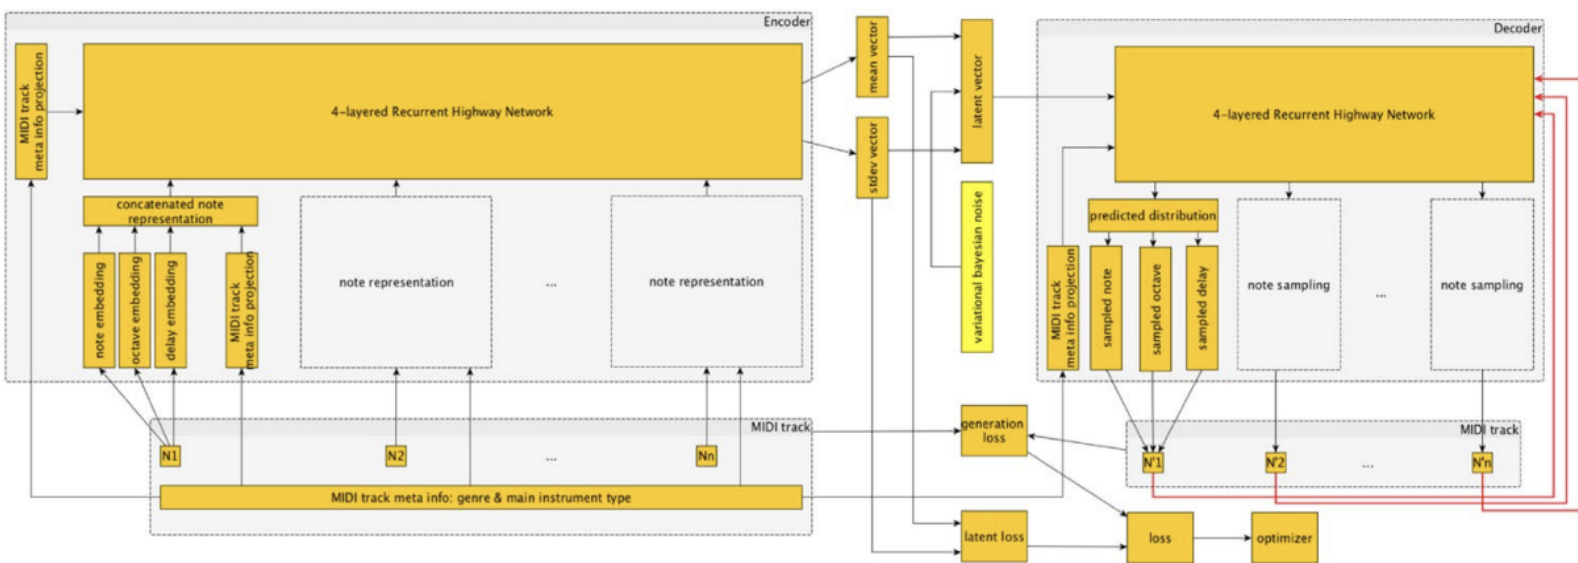 Encoder
MIDI track
meta info projection
4-layered Recurrent Highway Network
concatenated note
representation
note embedding
octave embedding
delay embedding
MIDI track
meta info projection
note representation
...
note representation
MIDI track
N1
N2
...
Nn
MIDI track meta info: genre & main instrument type
mean vector
stdev vector
latent vector
variational bayesian noise
generation
loss
latent loss
loss
optimizer
Decoder
4-layered Recurrent Highway Network
MIDI track
meta info projection
predicted distribution
sampled note
sampled octave
sampled delay
note sampling
...
note sampling
MIDI track
N'1
N'2
...
N'n